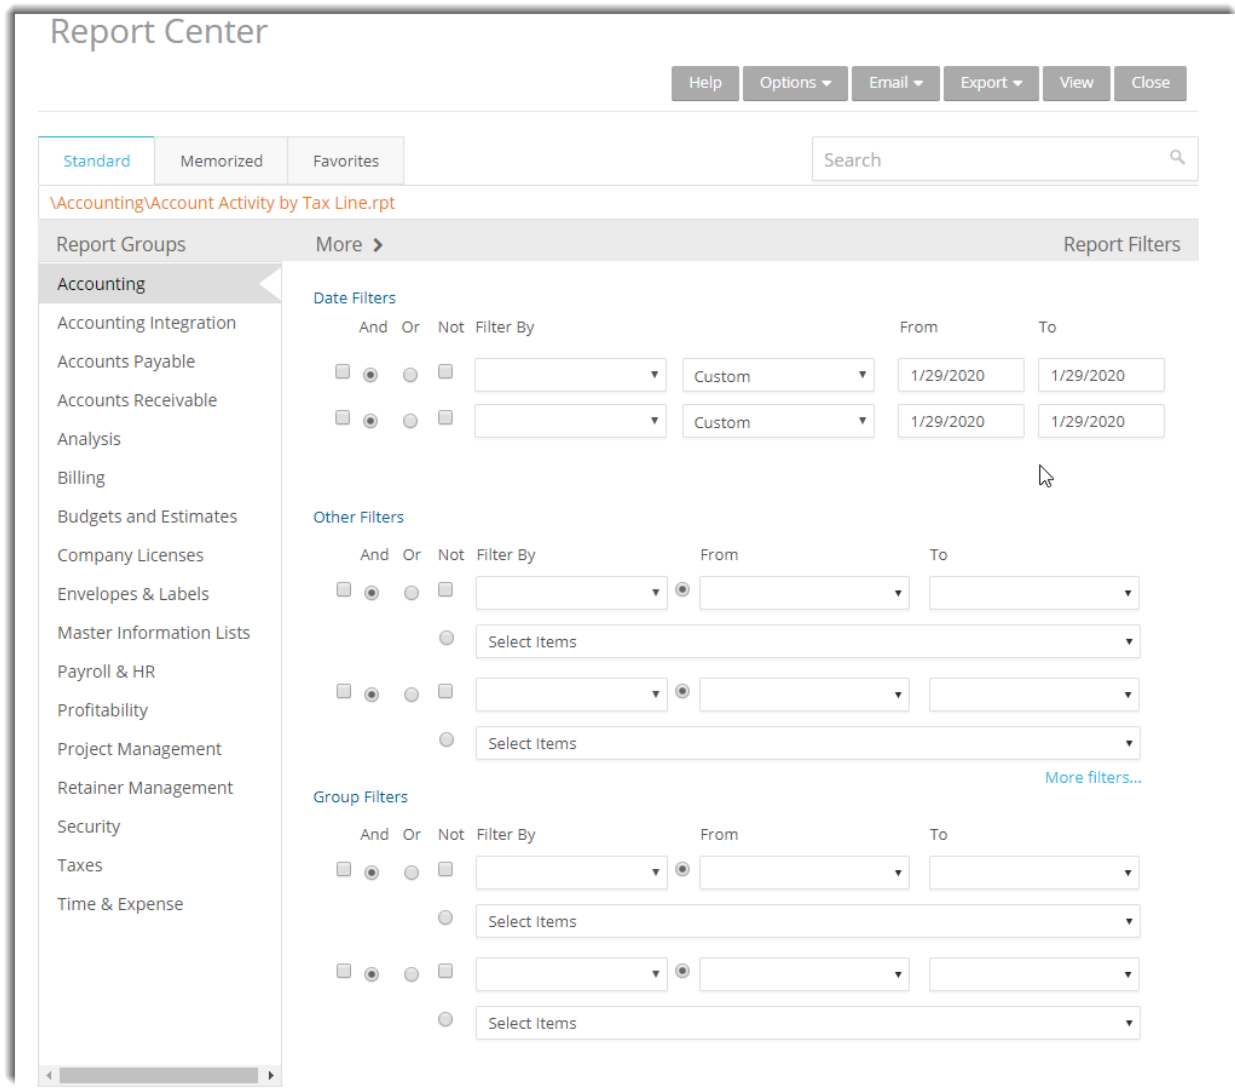 Report Center
Help Options Email Export View Close
Standard Memorized Favorites Search
\Accounting\Account Activity by Tax Line.rpt
Report Groups More Report Filters
Accounting
Accounting Integration
Accounts Payable
Accounts Receivable
Analysis
Billing
Budgets and Estimates
Company Licenses
Envelopes & Labels
Master Information Lists
Payroll & HR
Profitability
Project Management
Retainer Management
Security
Taxes
Time & Expense
Date Filters
And Or Not Filter By From To
Custom 1/29/2020 1/29/2020
Custom 1/29/2020 1/29/2020
Other Filters
And Or Not Filter By From To
Select Items
Select Items
More filters...
Group Filters
And Or Not Filter By From To
Select Items
Select Items